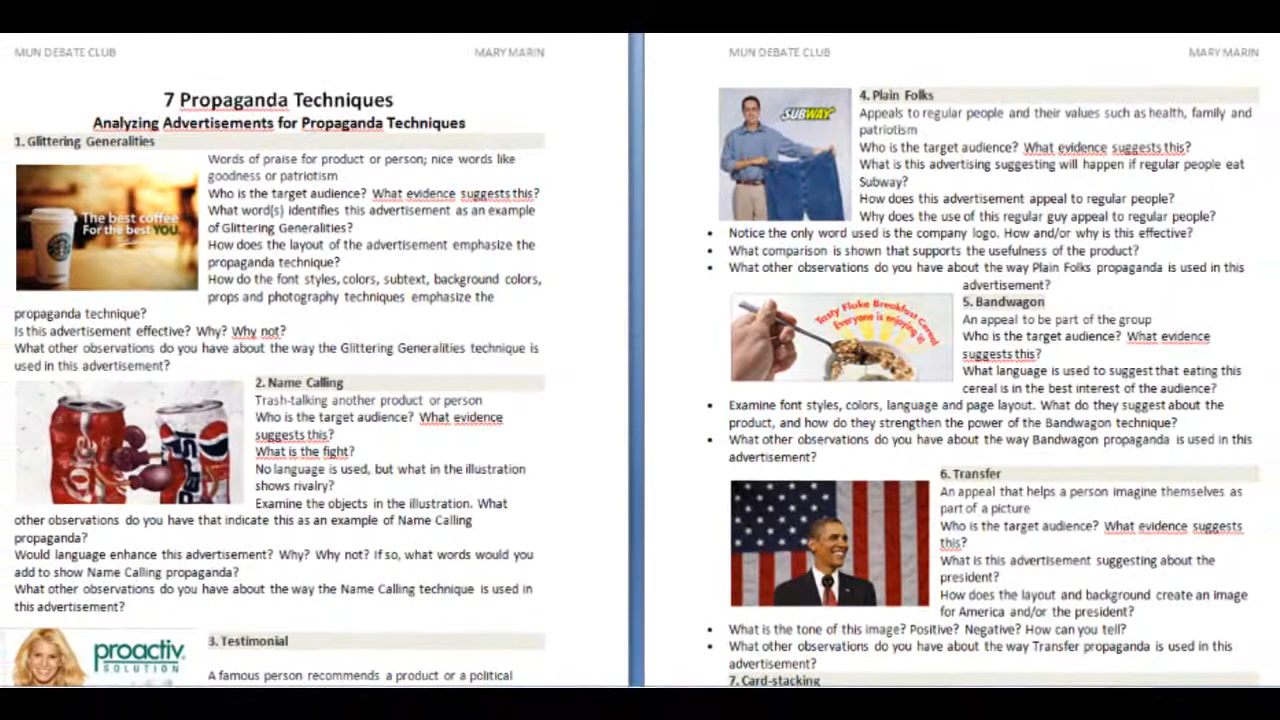 MUN DEBATE CLUB
MARY MARIN
7 Propaganda Techniques
Analyzing Advertisements for Propaganda Techniques
1. Glittering Generalities
The best coffee
For the best YOU.
Words of praise for product or person; nice words like
goodness or patriotism
Who is the target audience? What evidence suggests this?
What word(s) identifies this advertisement as an example
of Glittering Generalities?
How does the layout of the advertisement emphasize the
propaganda technique?
How do the font styles, colors, subtext, background colors,
props and photography techniques emphasize the
propaganda technique?
Is this advertisement effective? Why? Why not?
What other observations do you have about the way the Glittering Generalities technique is
used in this advertisement?
2. Name Calling
Trash-talking another product or person
Who is the target audience? What evidence
suggests this?
What is the fight?
No language is used, but what in the illustration
shows rivalry?
Examine the objects in the illustration. What
other observations do you have that indicate this as an example of Name Calling
propaganda?
Would language enhance this advertisement? Why? Why not? If so, what words would you
add to show Name Calling propaganda?
What other observations do you have about the way the Name Calling technique is used in
this advertisement?
proactiv
SOLUTION
3. Testimonial
A famous person recommends a product or a political
MUN DEBATE CLUB
MARY MARIN
SUBWAY
4. Plain Folks
Appeals to regular people and their values such as health, family and
patriotism
Who is the target audience? What evidence suggests this?
What is this advertising suggesting will happen if regular people eat
Subway?
How does this advertisement appeal to regular people?
Why does the use of this regular guy appeal to regular people?
• Notice the only word used is the company logo. How and/or why is this effective?
• What comparison is shown that supports the usefulness of the product?
• What other observations do you have about the way Plain Folks propaganda is used in this
advertisement?
Tasty Flake Breakfast Cereal
Everyone is enjoying it!
5. Bandwagon
An appeal to be part of the group
Who is the target audience? What evidence
suggests this?
What language is used to suggest that eating this
cereal is in the best interest of the audience?
• Examine font styles, colors, language and page layout. What do they suggest about the
product, and how do they strengthen the power of the Bandwagon technique?
• What other observations do you have about the way Bandwagon propaganda is used in this
advertisement?
6. Transfer
An appeal that helps a person imagine themselves as
part of a picture
Who is the target audience? What evidence suggests
this?
What is this advertisement suggesting about the
president?
How does the layout and background create an image
for America and/or the president?
• What is the tone of this image? Positive? Negative? How can you tell?
• What other observations do you have about the way Transfer propaganda is used in this
advertisement?
7. Card-stacking